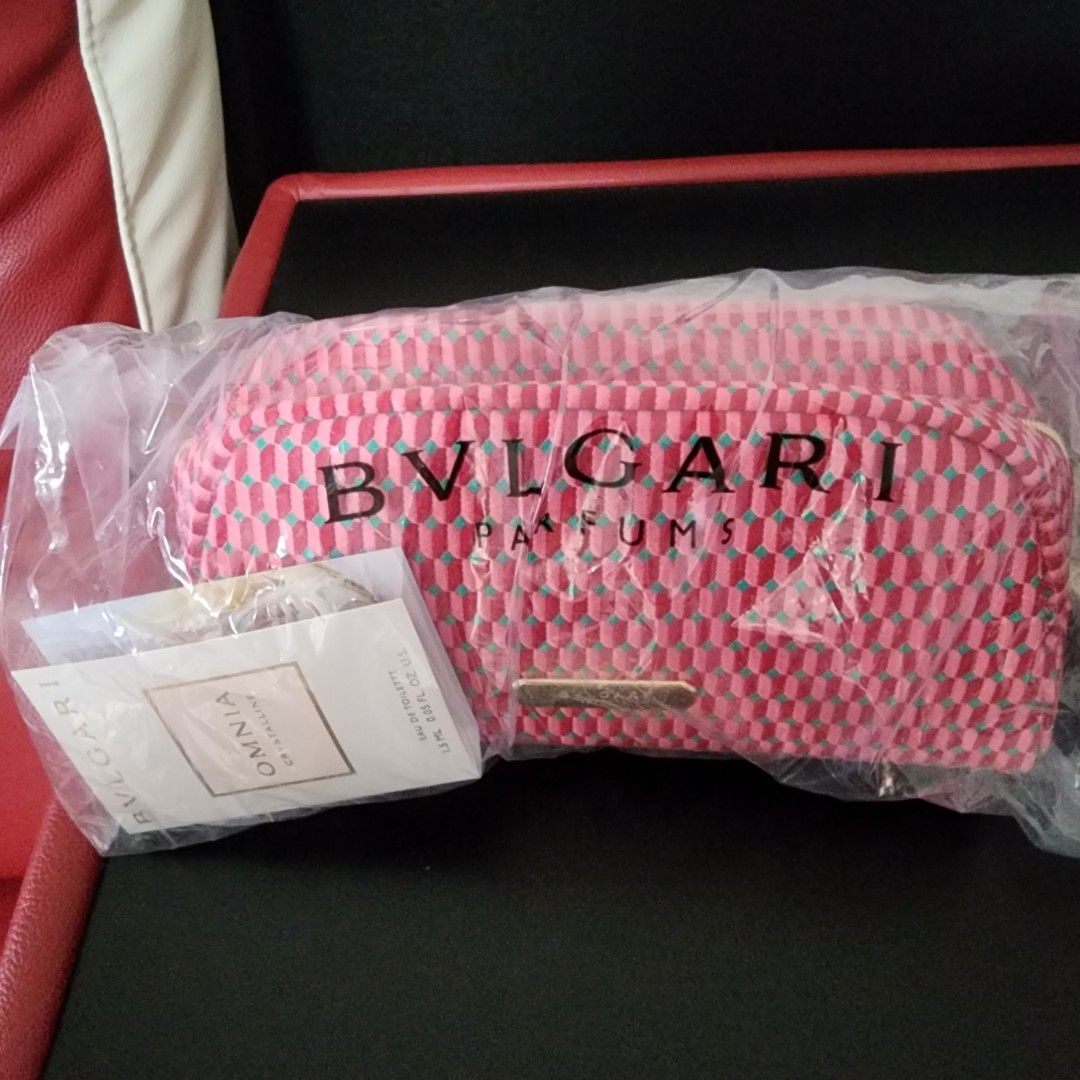 BVLGARI
PARFUMS
BVLGARI
OMNIA
CRYSTALLINE
EAU DE TOILETTE
1.5 ML 0.05 FL. OZ. U.S.